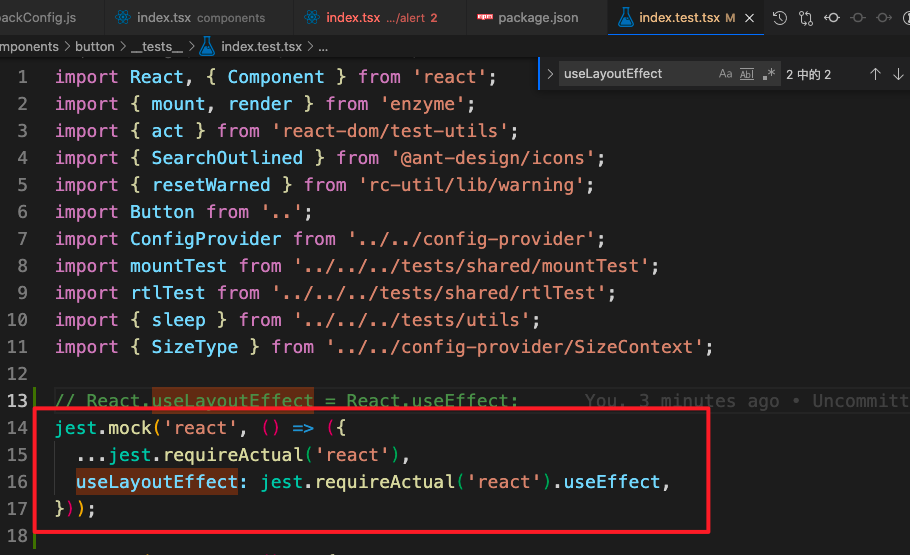 packConfig.js index.tsx components index.tsx .../alert 2 package.json index.test.tsx M
mponents > button > __tests__ > index.test.tsx > ...
useLayoutEffect Aa Abl .* 2 中的 2
1 import React, { Component } from 'react';
2 import { mount, render } from 'enzyme';
3 import { act } from 'react-dom/test-utils';
4 import { SearchOutlined } from '@ant-design/icons';
5 import { resetWarned } from 'rc-util/lib/warning';
6 import Button from '..';
7 import ConfigProvider from '../../config-provider';
8 import mountTest from '../../../tests/shared/mountTest';
9 import rtlTest from '../../../tests/shared/rtlTest';
10 import { sleep } from '../../../tests/utils';
11 import { SizeType } from '../../config-provider/SizeContext';
12
13 // React.useLayoutEffect = React.useEffect; You, 3 minutes ago • Uncommitt
14 jest.mock('react', () => ({
15 ...jest.requireActual('react'),
16 useLayoutEffect: jest.requireActual('react').useEffect,
17 }));
18